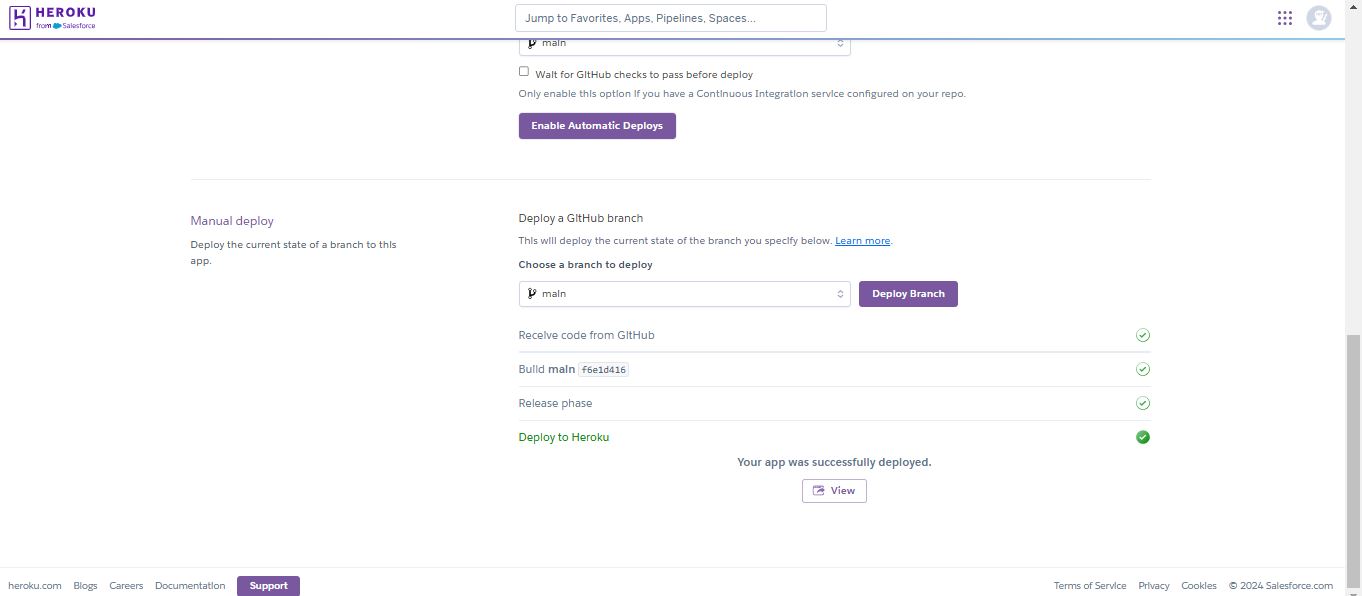 HEROKU
from Salesforce
Jump to Favorites, Apps, Pipelines, Spaces...
main
Wait for GitHub checks to pass before deploy
Only enable this option if you have a Continuous Integration service configured on your repo.
Enable Automatic Deploys
Manual deploy
Deploy the current state of a branch to this
app.
Deploy a GitHub branch
This will deploy the current state of the branch you specify below. Learn more.
Choose a branch to deploy
main
Deploy Branch
Receive code from GitHub
Build main f6e1d416
Release phase
Deploy to Heroku
Your app was successfully deployed.
View
heroku.com Blogs Careers Documentation Support
Terms of Service Privacy Cookies © 2024 Salesforce.com